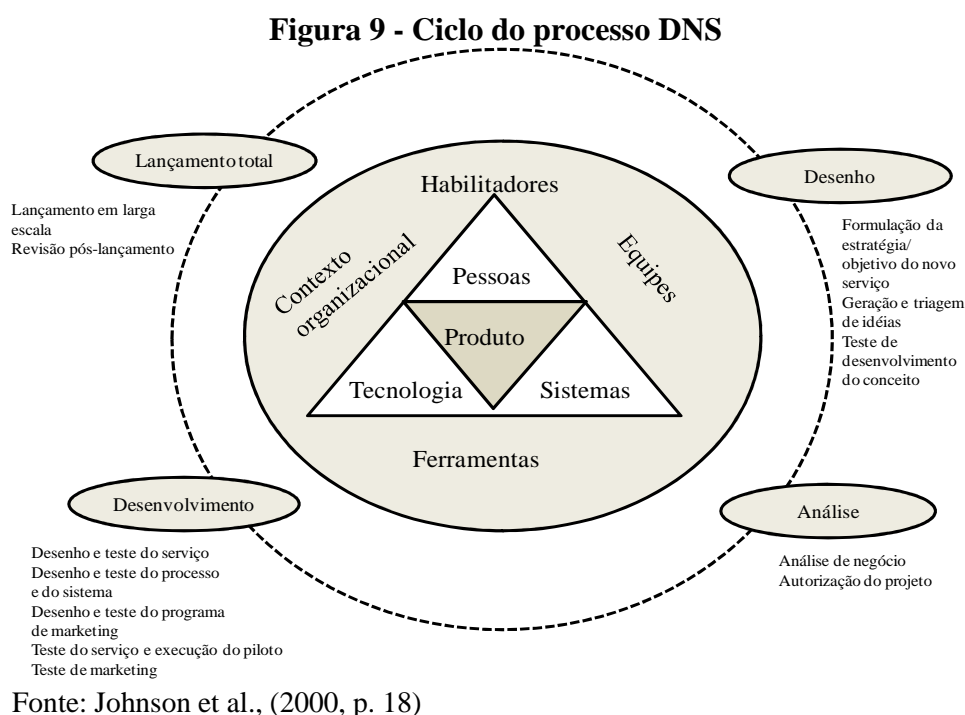 Figura 9 - Ciclo do processo DNS
Lançamento total
Lançamento em larga
escala
Revisão pós-lançamento
Desenho
Formulação da
estratégia/
objetivo do novo
serviço
Geração e triagem
de idéias
Teste de
desenvolvimento
do conceito
Habilitadores
Contexto
organizacional
Equipes
Pessoas
Produto
Tecnologia
Sistemas
Ferramentas
Desenvolvimento
Desenho e teste do serviço
Desenho e teste do processo
e do sistema
Desenho e teste do programa
de marketing
Teste do serviço e execução do piloto
Teste de marketing
Análise
Análise de negócio
Autorização do projeto
Fonte: Johnson et al., (2000, p. 18)